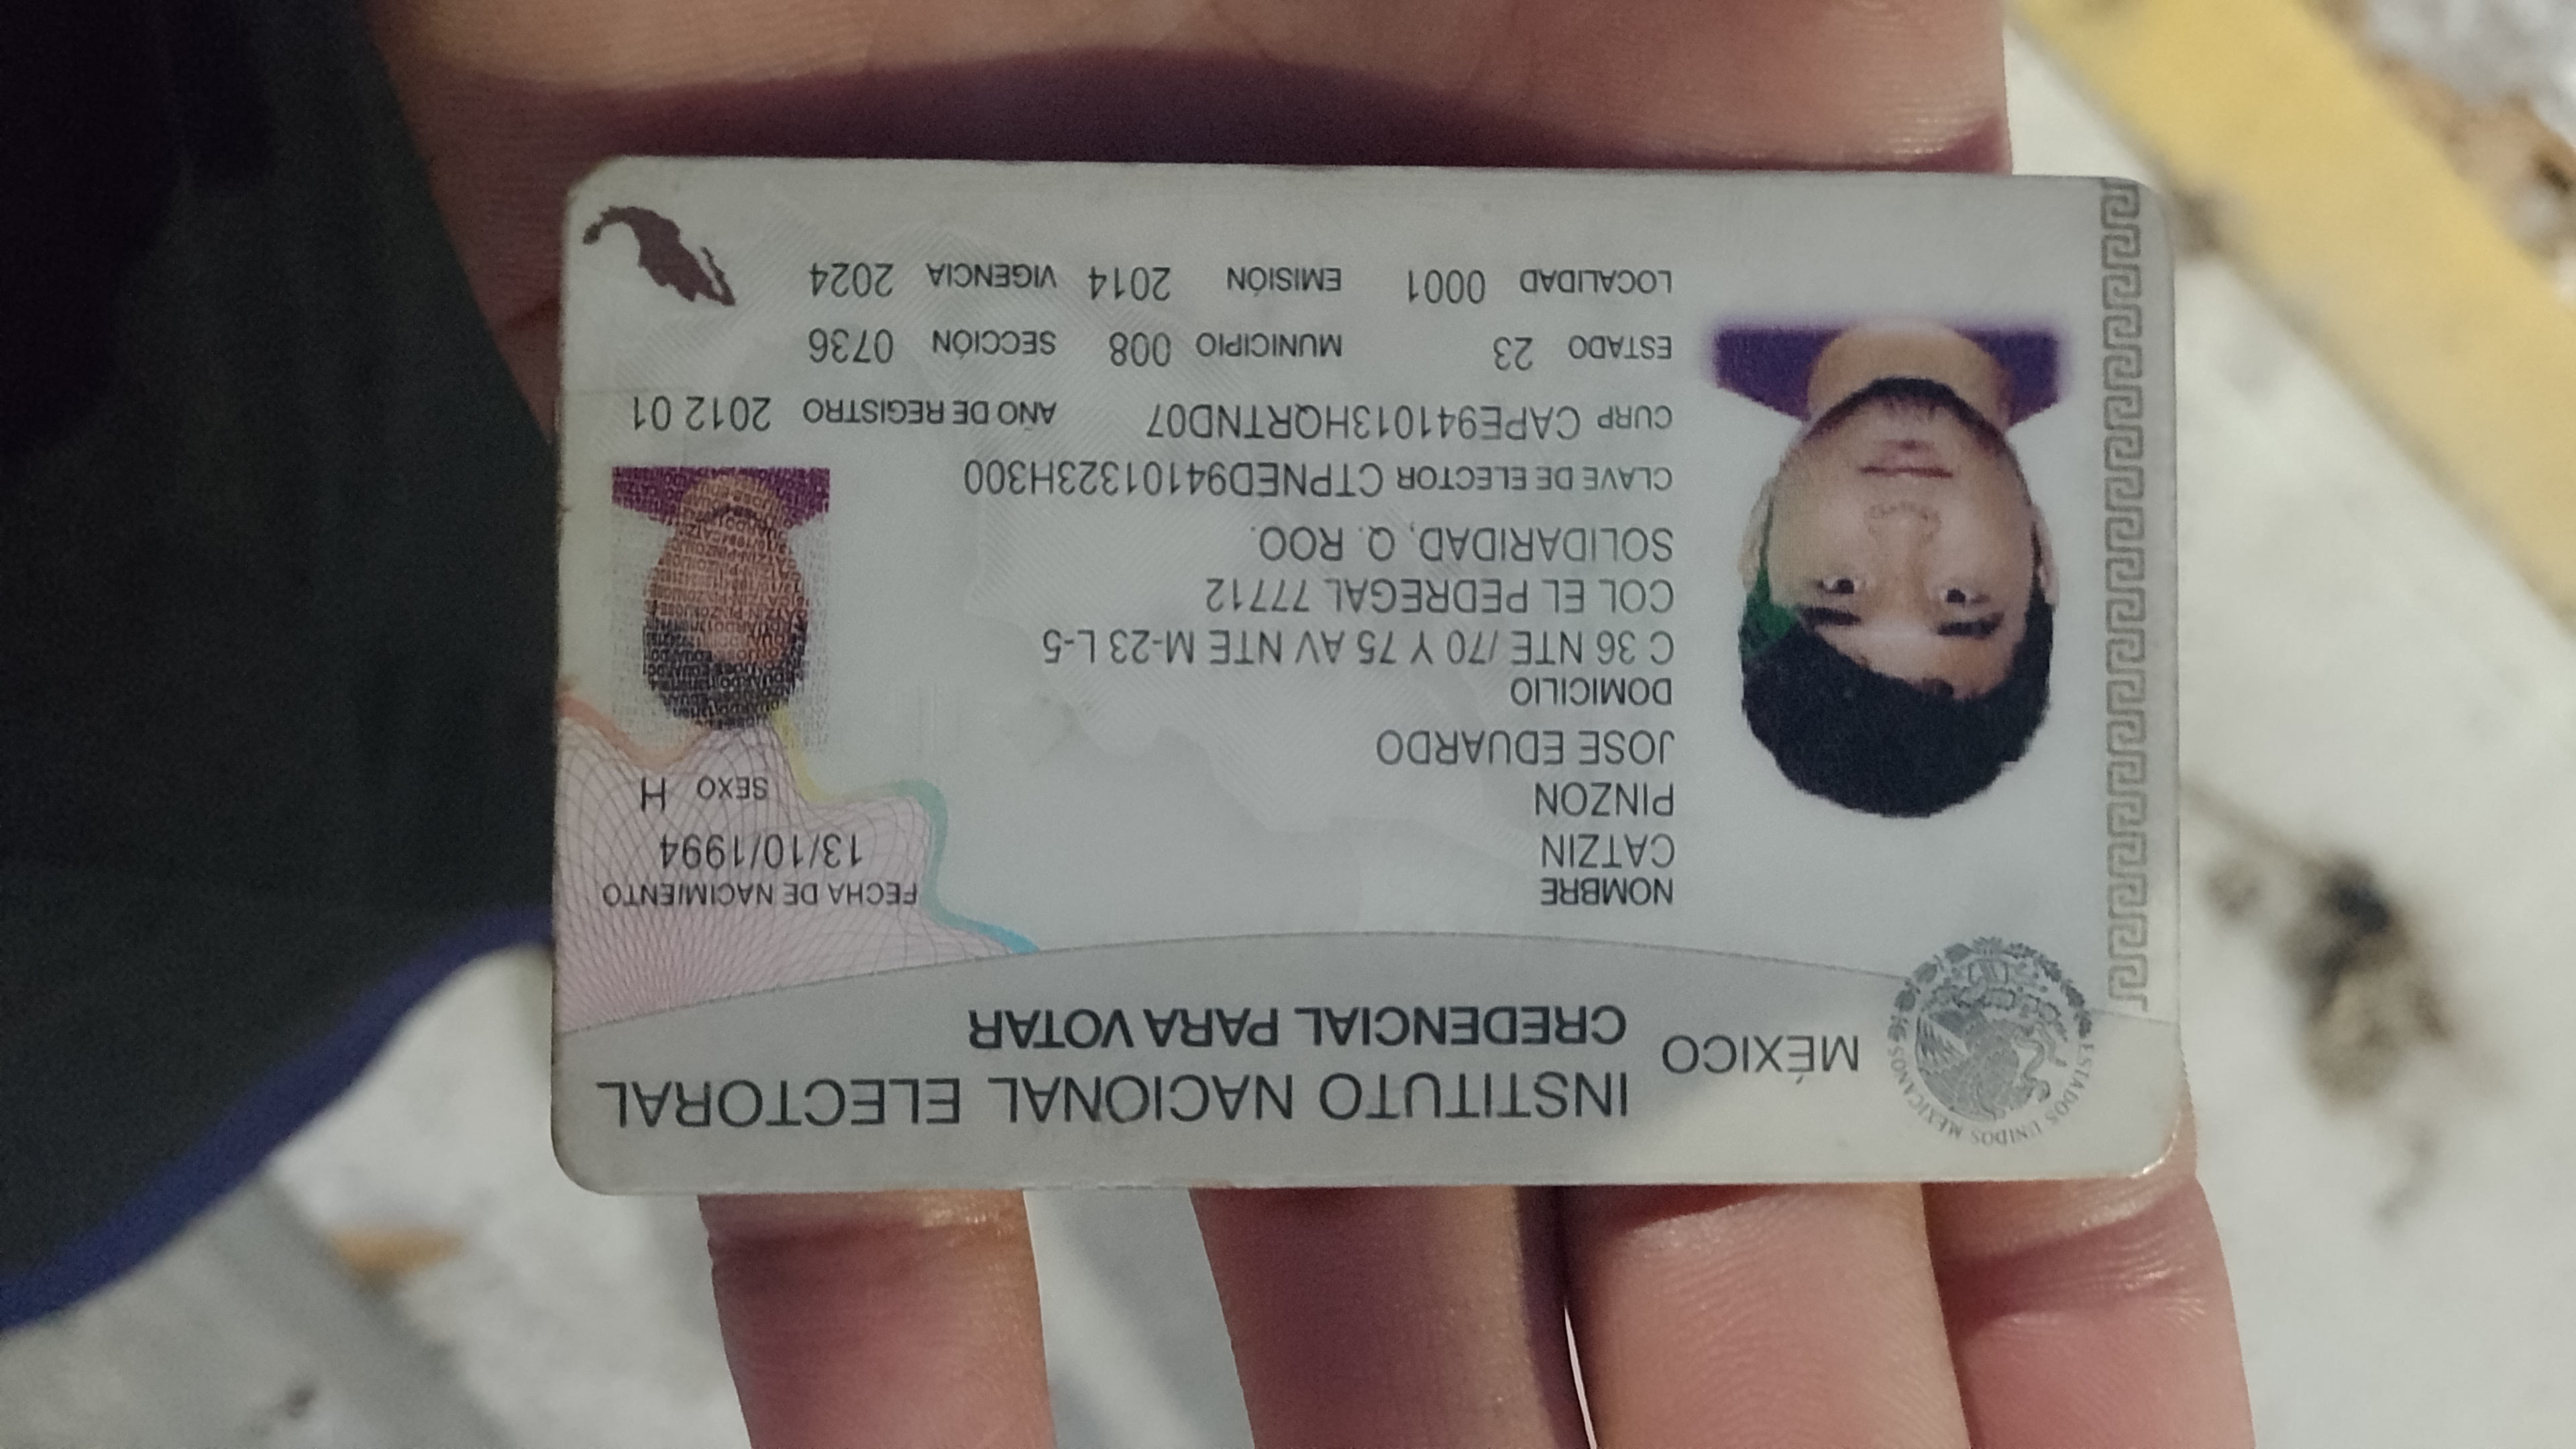 MÉXICO
INSTITUTO NACIONAL ELECTORAL
CREDENCIAL PARA VOTAR
ESTADOS UNIDOS MEXICANOS
NOMBRE
CATZIN
PINZON
JOSE EDUARDO
FECHA DE NACIMIENTO
13/10/1994
SEXO H
DOMICILIO
C 36 NTE /70 Y 75 AV NTE M-23 L-5
COL EL PEDREGAL 77712
SOLIDARIDAD, Q. ROO.
CLAVE DE ELECTOR CTPNED94101323H300
CURP CAPE941013HQRTND07 AÑO DE REGISTRO 2012 01
ESTADO 23 MUNICIPIO 008 SECCIÓN 0736
LOCALIDAD 0001 EMISIÓN 2014 VIGENCIA 2024